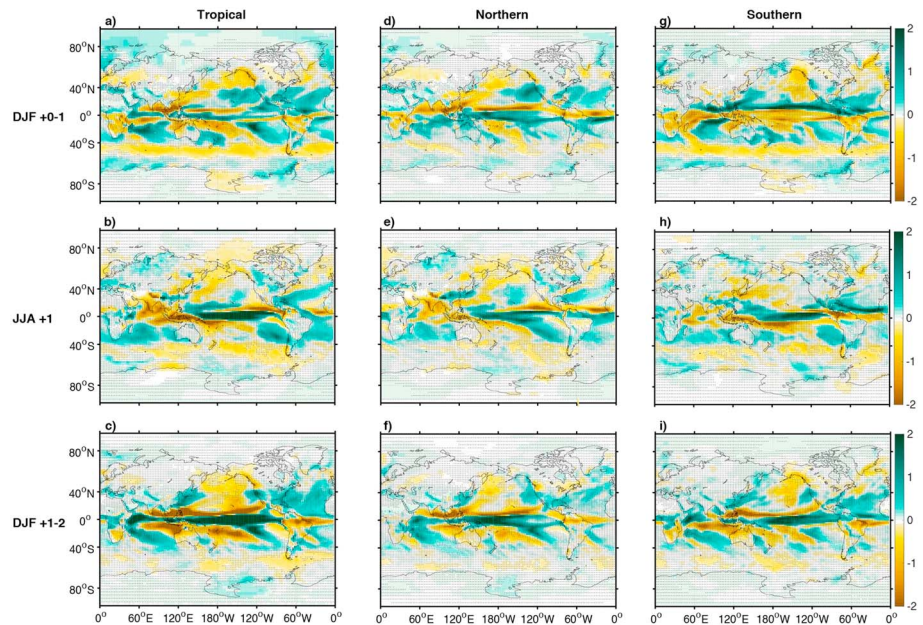 Tropical Northern Southern
a) d) g)
80°N
40°N
DJF +0-1 0°
40°S
80°S
2
1
0
-1
-2
b) e) h)
80°N
40°N
JJA +1 0°
40°S
80°S
2
1
0
-1
-2
c) f) i)
80°N
40°N
DJF +1-2 0°
40°S
80°S
2
1
0
-1
-2
0° 60°E 120°E 180°E 120°W 60°W 0° 0° 60°E 120°E 180°E 120°W 60°W 0° 0° 60°E 120°E 180°E 120°W 60°W 0°